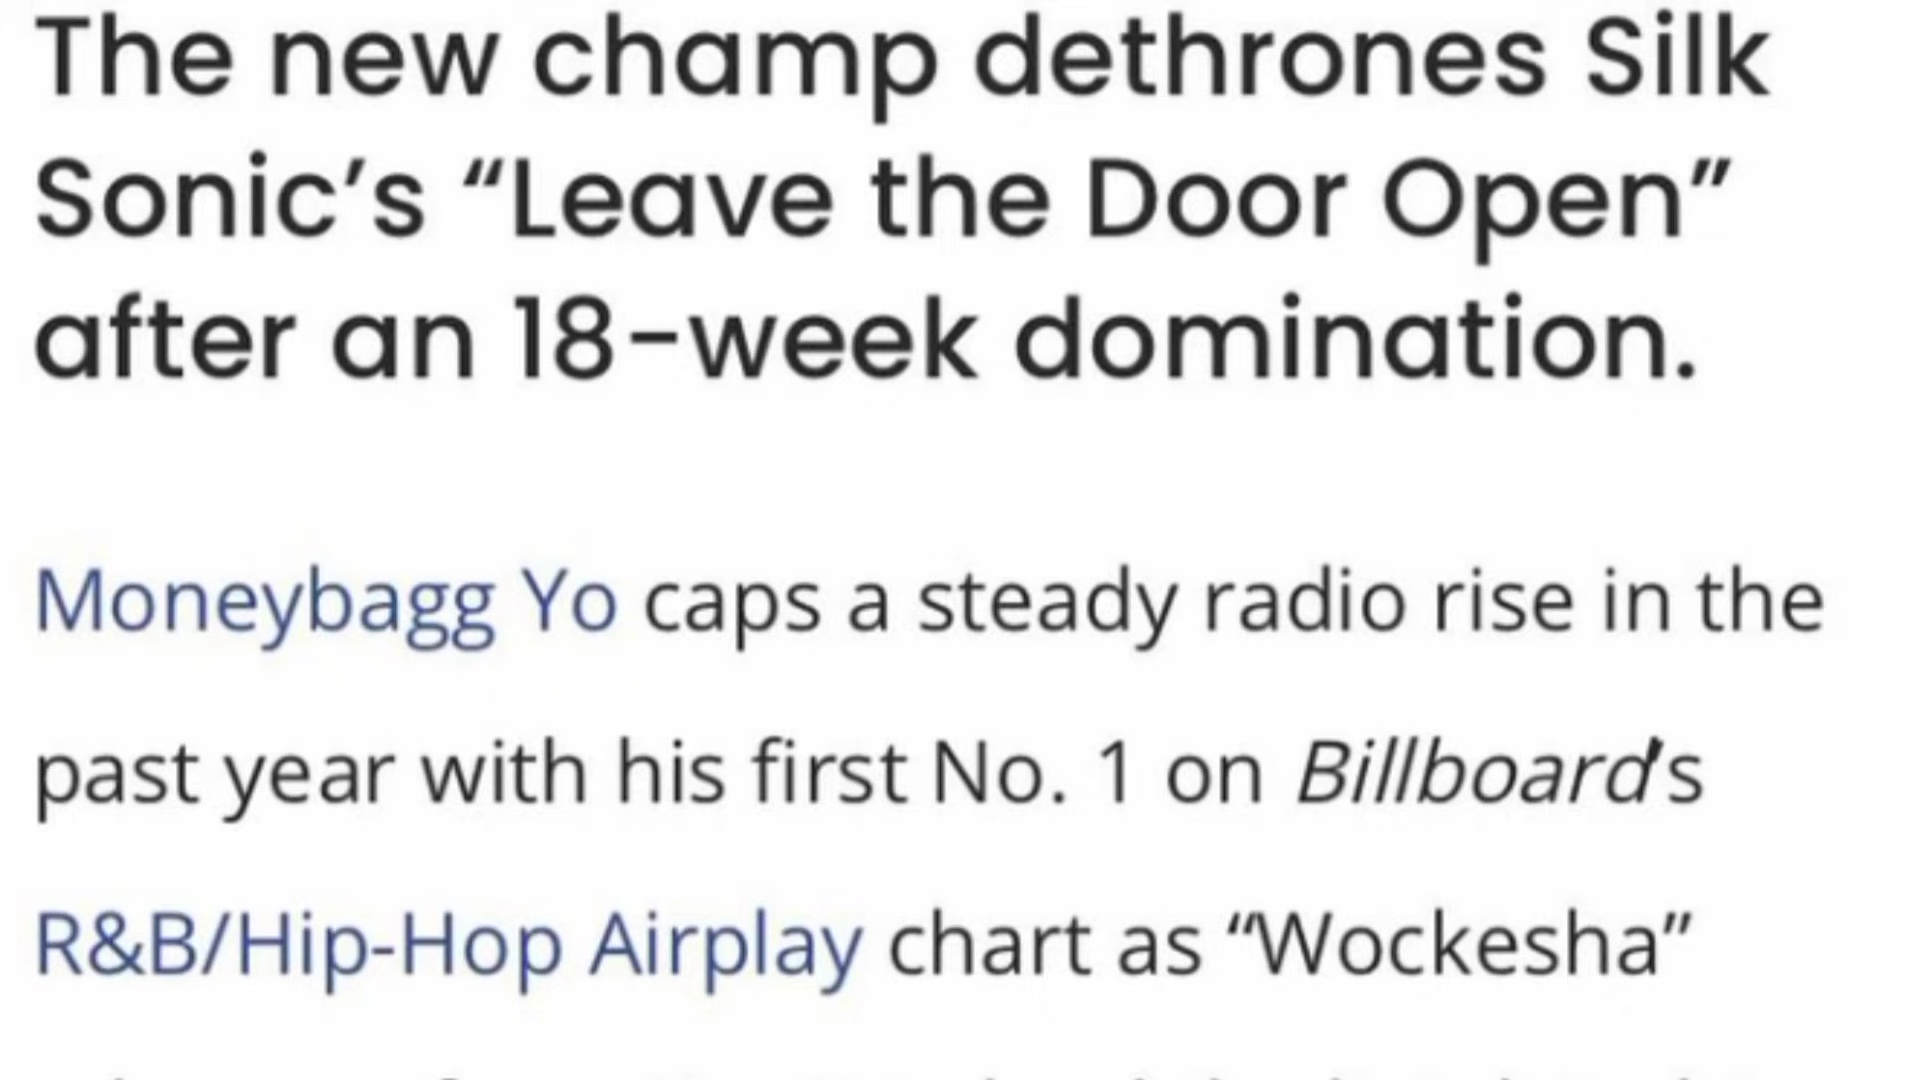 The new champ dethrones Silk
Sonic’s “Leave the Door Open”
after an 18-week domination.
Moneybagg Yo caps a steady radio rise in the
past year with his first No. 1 on Billboard’s
R&B/Hip-Hop Airplay chart as “Wockesha”